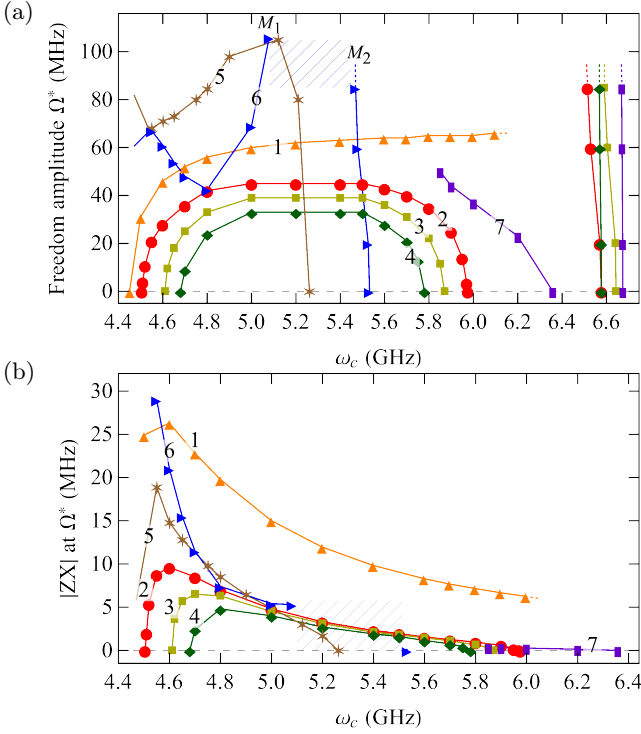 (a)
Freedom amplitude Ω* (MHz)
100
80
60
40
20
0
M₁
M₂
5
6
1
2
3
4
7
4.4 4.6 4.8 5.0 5.2 5.4 5.6 5.8 6.0 6.2 6.4 6.6
ω_c (GHz)
(b)
|ZX| at Ω* (MHz)
30
25
20
15
10
5
0
1
6
5
2
3
4
7
4.4 4.6 4.8 5.0 5.2 5.4 5.6 5.8 6.0 6.2 6.4
ω_c (GHz)